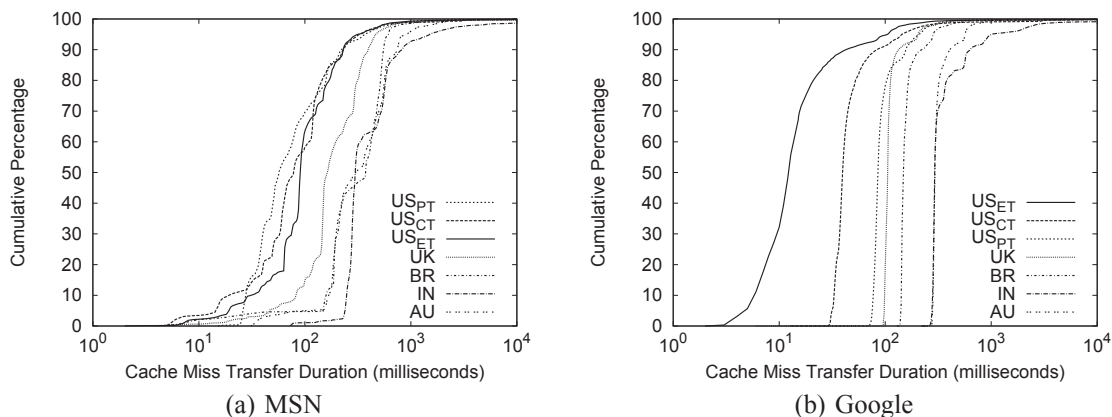 100
90
80
70
60
50
40
30
20
10
0
Cumulative Percentage
US_PT
US_CT
US_ET
UK
BR
IN
AU
10^0 10^1 10^2 10^3 10^4
Cache Miss Transfer Duration (milliseconds)
(a) MSN
100
90
80
70
60
50
40
30
20
10
0
Cumulative Percentage
US_ET
US_CT
US_PT
UK
BR
IN
AU
10^0 10^1 10^2 10^3 10^4
Cache Miss Transfer Duration (milliseconds)
(b) Google